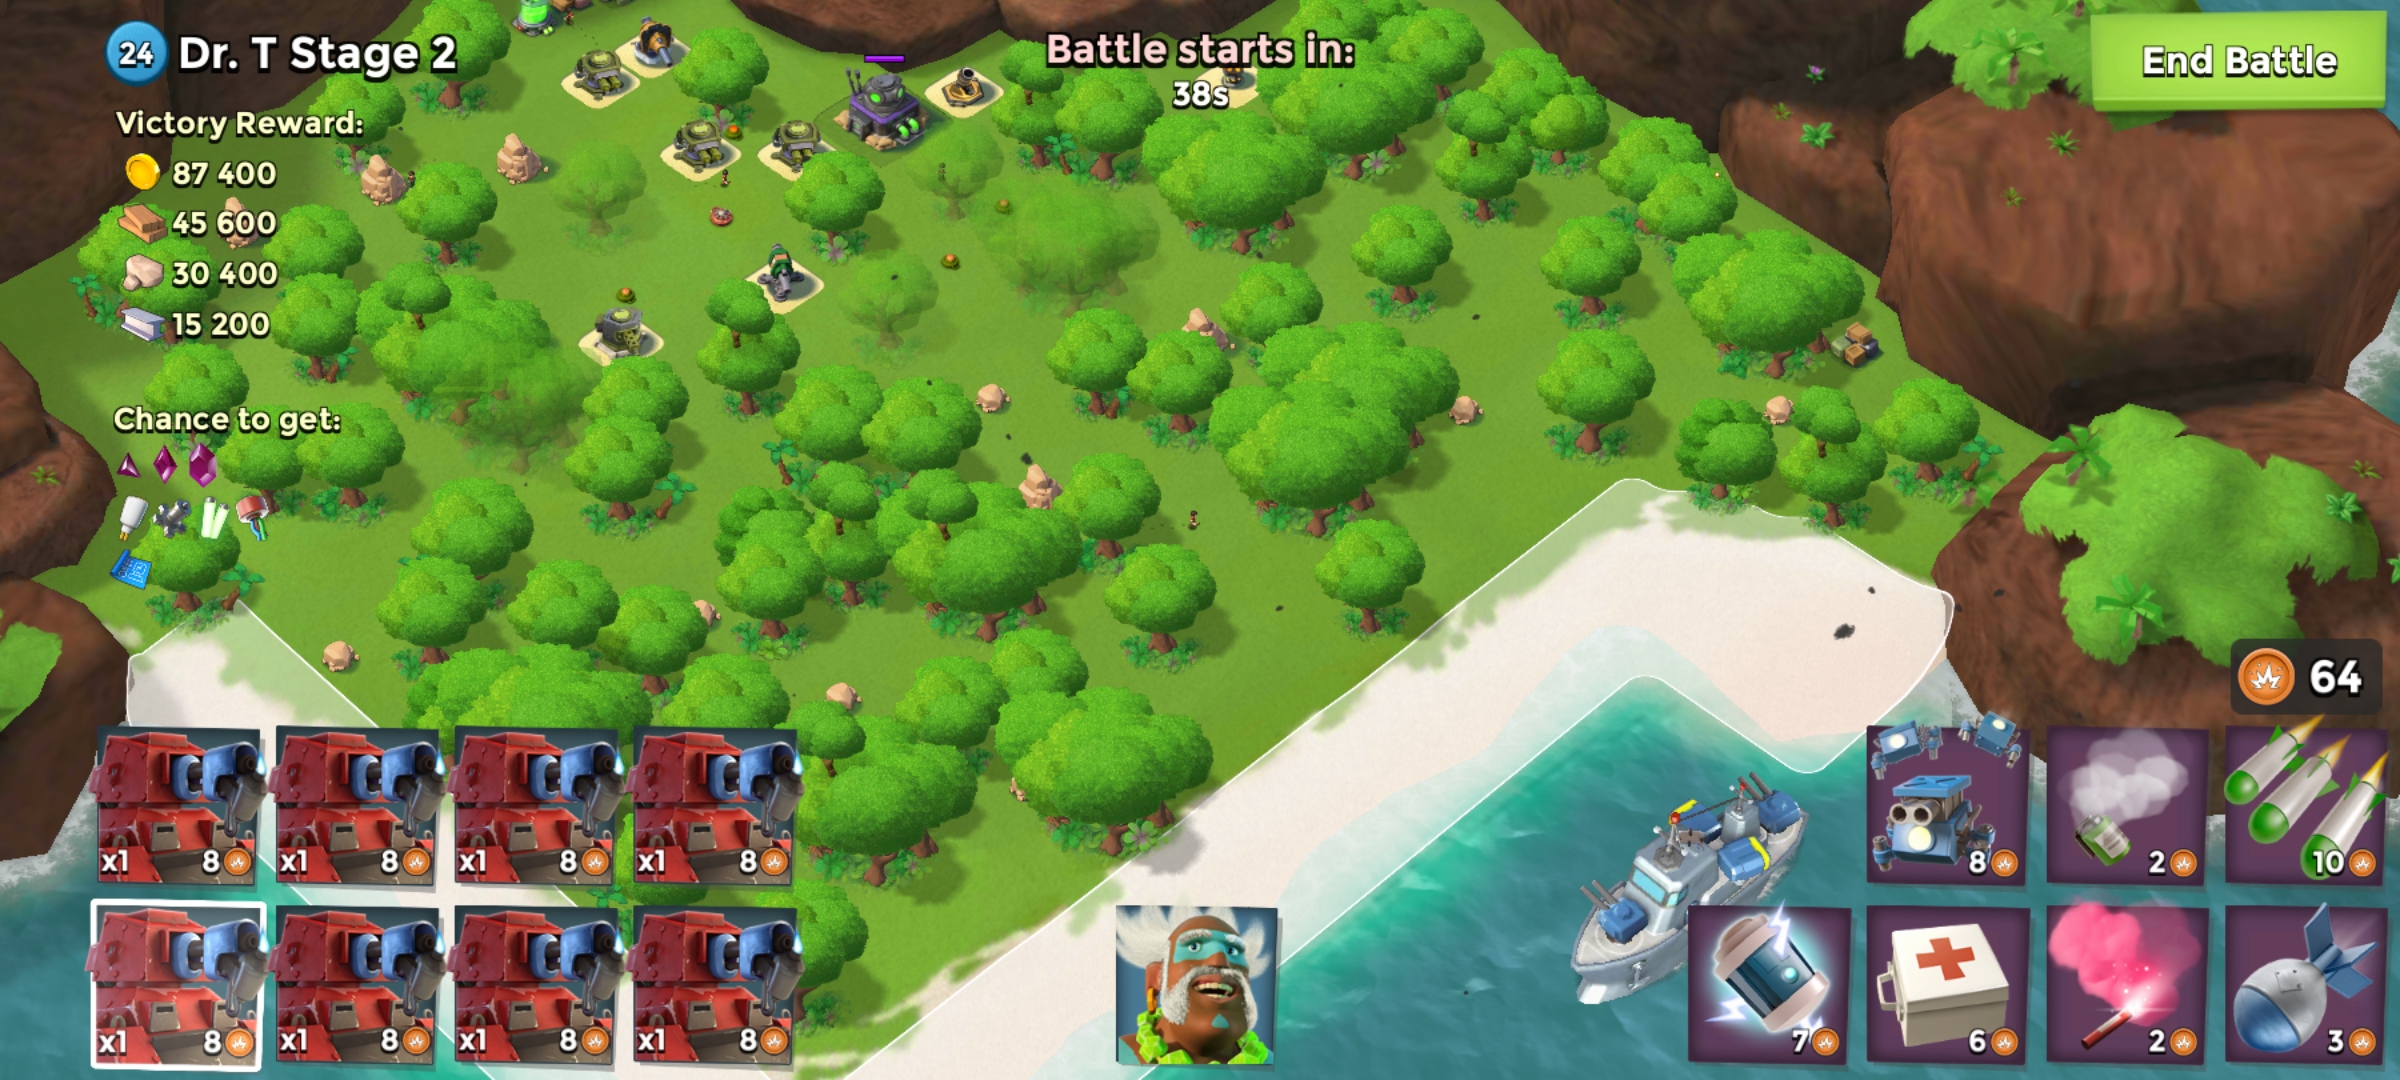 24 Dr. T Stage 2
Battle starts in:
38s
End Battle
Victory Reward:
87 400
45 600
30 400
15 200
Chance to get:
64
x1 8
x1 8
x1 8
x1 8
8
2
10
x1 8
x1 8
x1 8
x1 8
7
6
2
3